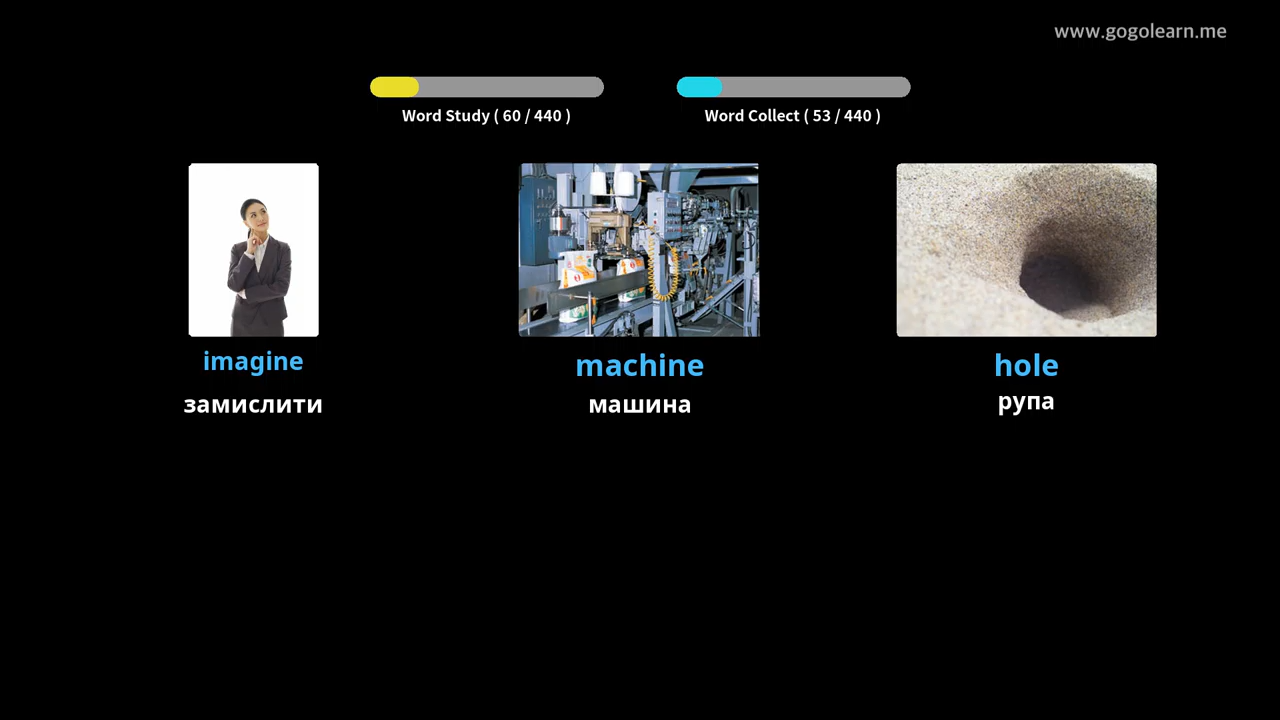 www.gogolearn.me
Word Study ( 60 / 440 )
Word Collect ( 53 / 440 )
imagine
замислити
machine
машина
hole
рупа